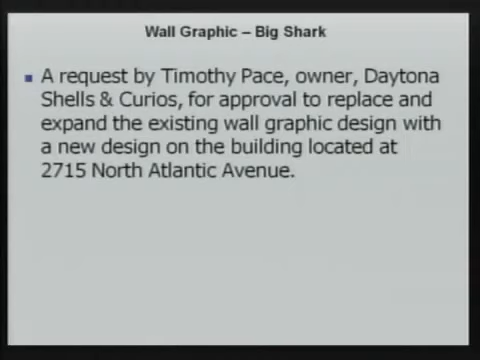 Wall Graphic – Big Shark
A request by Timothy Pace, owner, Daytona
Shells & Curios, for approval to replace and
expand the existing wall graphic design with
a new design on the building located at
2715 North Atlantic Avenue.